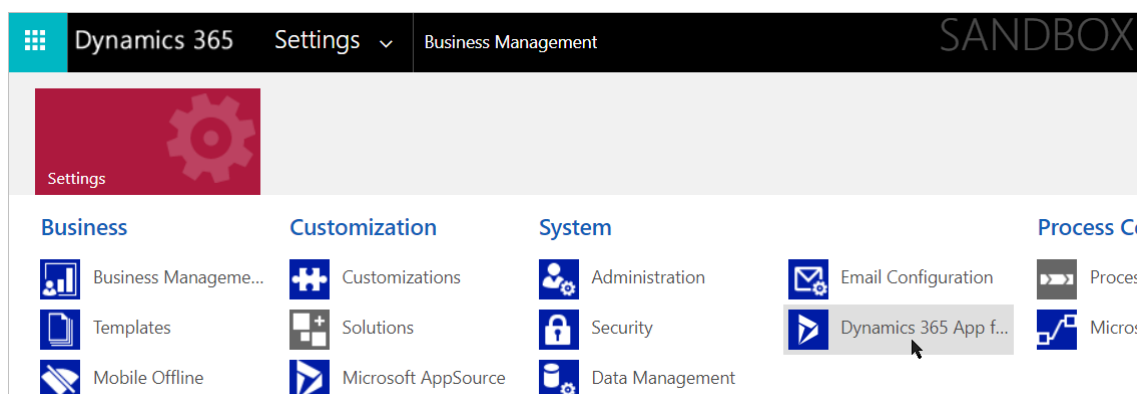 Dynamics 365 Settings Business Management SANDBOX
Settings
Business Customization System Process C
Business Manageme... Customizations Administration Email Configuration Proces
Templates Solutions Security Dynamics 365 App f... Micros
Mobile Offline Microsoft AppSource Data Management